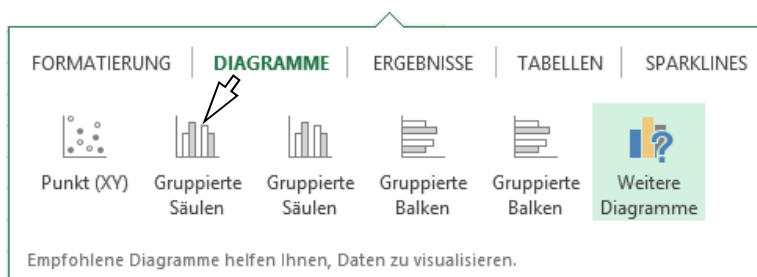 FORMATIERUNG DIAGRAMME ERGEBNISSE TABELLEN SPARKLINES
Punkt (XY) Gruppierte Gruppierte Gruppierte Gruppierte Weitere
Säulen Säulen Balken Balken Diagramme
Empfohlene Diagramme helfen Ihnen, Daten zu visualisieren.